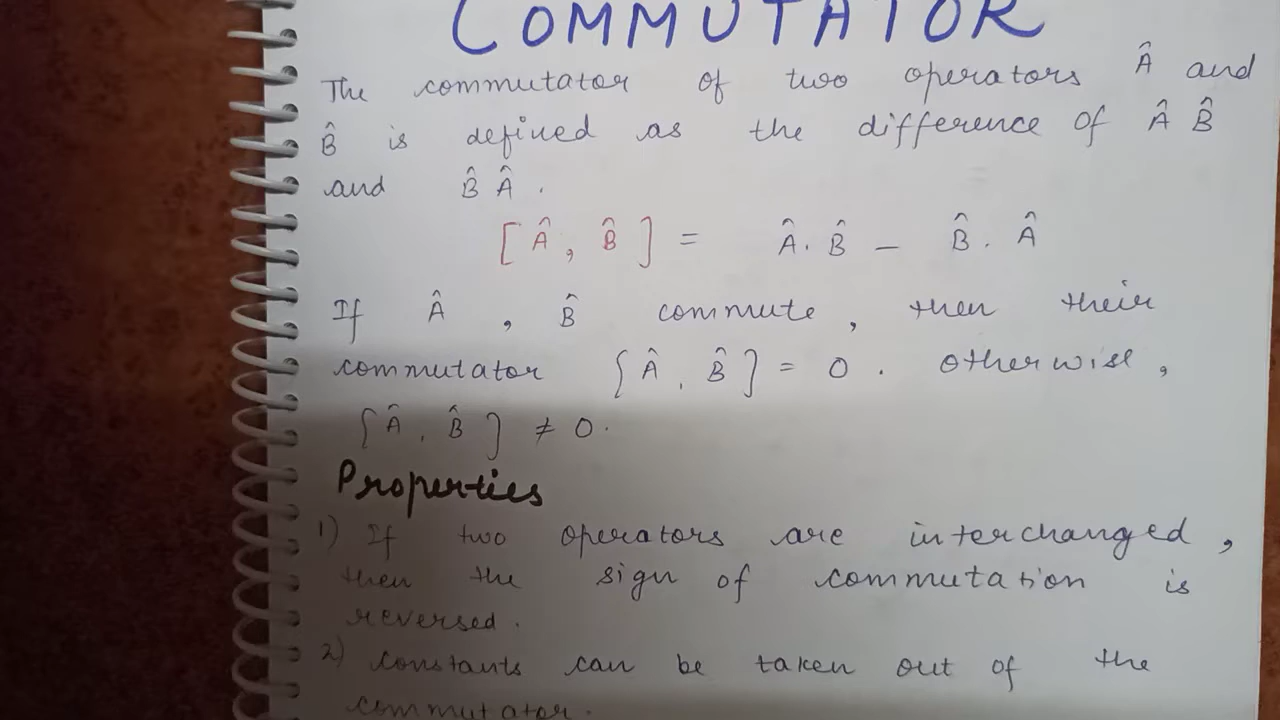 COMMUTATOR
The commutator of two operators Â and
B̂ is defined as the difference of Â B̂
and B̂ Â .
[ Â , B̂ ] = Â . B̂ – B̂ . Â
If Â , B̂ commute , then their
commutator [ Â , B̂ ] = 0 . otherwise ,
[ Â , B̂ ] ≠ 0 .
Properties
1) If two operators are interchanged ,
then the sign of commutation is
reversed .
2) constants can be taken out of the
commutator .